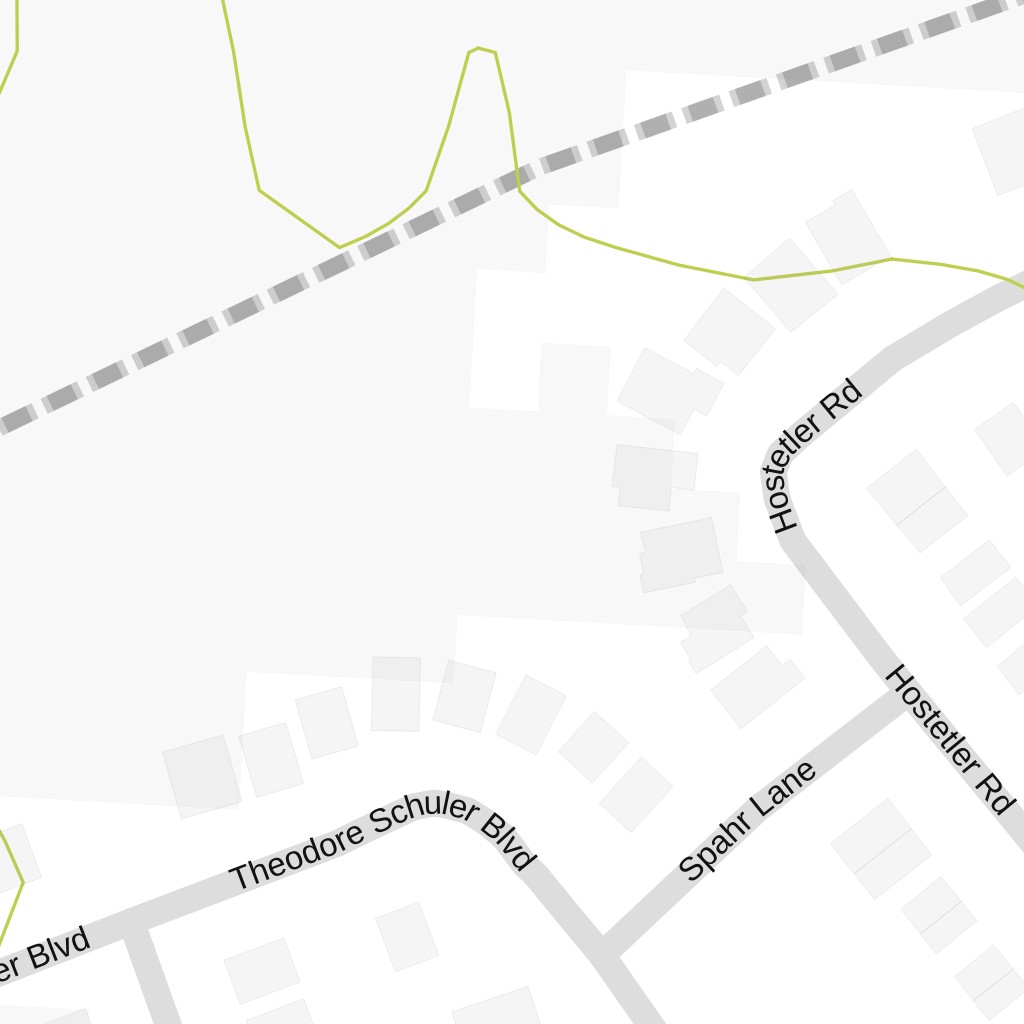 Hostetler Rd
Hostetler Rd
Spahr Lane
Theodore Schuler Blvd
er Blvd